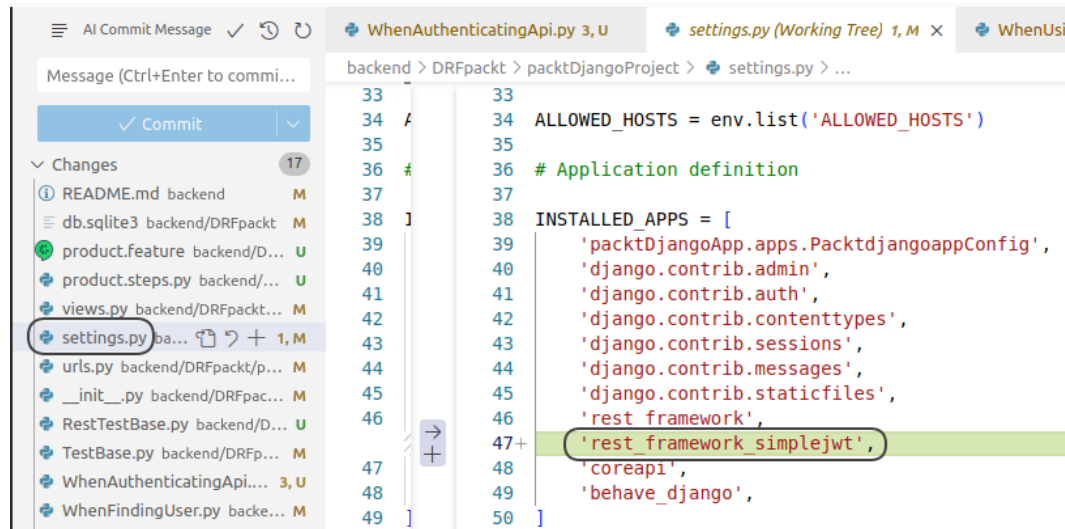 AI Commit Message
Message (Ctrl+Enter to commi...
Commit
Changes 17
README.md backend M
db.sqlite3 backend/DRFpackt M
product.feature backend/D... U
product.steps.py backend/... U
views.py backend/DRFpackt... M
settings.py ba... 1, M
urls.py backend/DRFpackt/p... M
__init__.py backend/DRFpac... M
RestTestBase.py backend/D... U
TestBase.py backend/DRFp... M
WhenAuthenticatingApi.... 3, U
WhenFindingUser.py backe... M
WhenAuthenticatingApi.py 3, U
settings.py (Working Tree) 1, M
WhenUsi
backend > DRFpackt > packtDjangoProject > settings.py > ...
33 33
34 A 34 ALLOWED_HOSTS = env.list('ALLOWED_HOSTS')
35 35
36 # 36 # Application definition
37 37
38 I 38 INSTALLED_APPS = [
39 39 'packtDjangoApp.apps.PacktdjangoappConfig',
40 40 'django.contrib.admin',
41 41 'django.contrib.auth',
42 42 'django.contrib.contenttypes',
43 43 'django.contrib.sessions',
44 44 'django.contrib.messages',
45 45 'django.contrib.staticfiles',
46 46 'rest_framework',
47+ 'rest_framework_simplejwt',
47 48 'coreapi',
48 49 'behave_django',
49 ] 50 ]